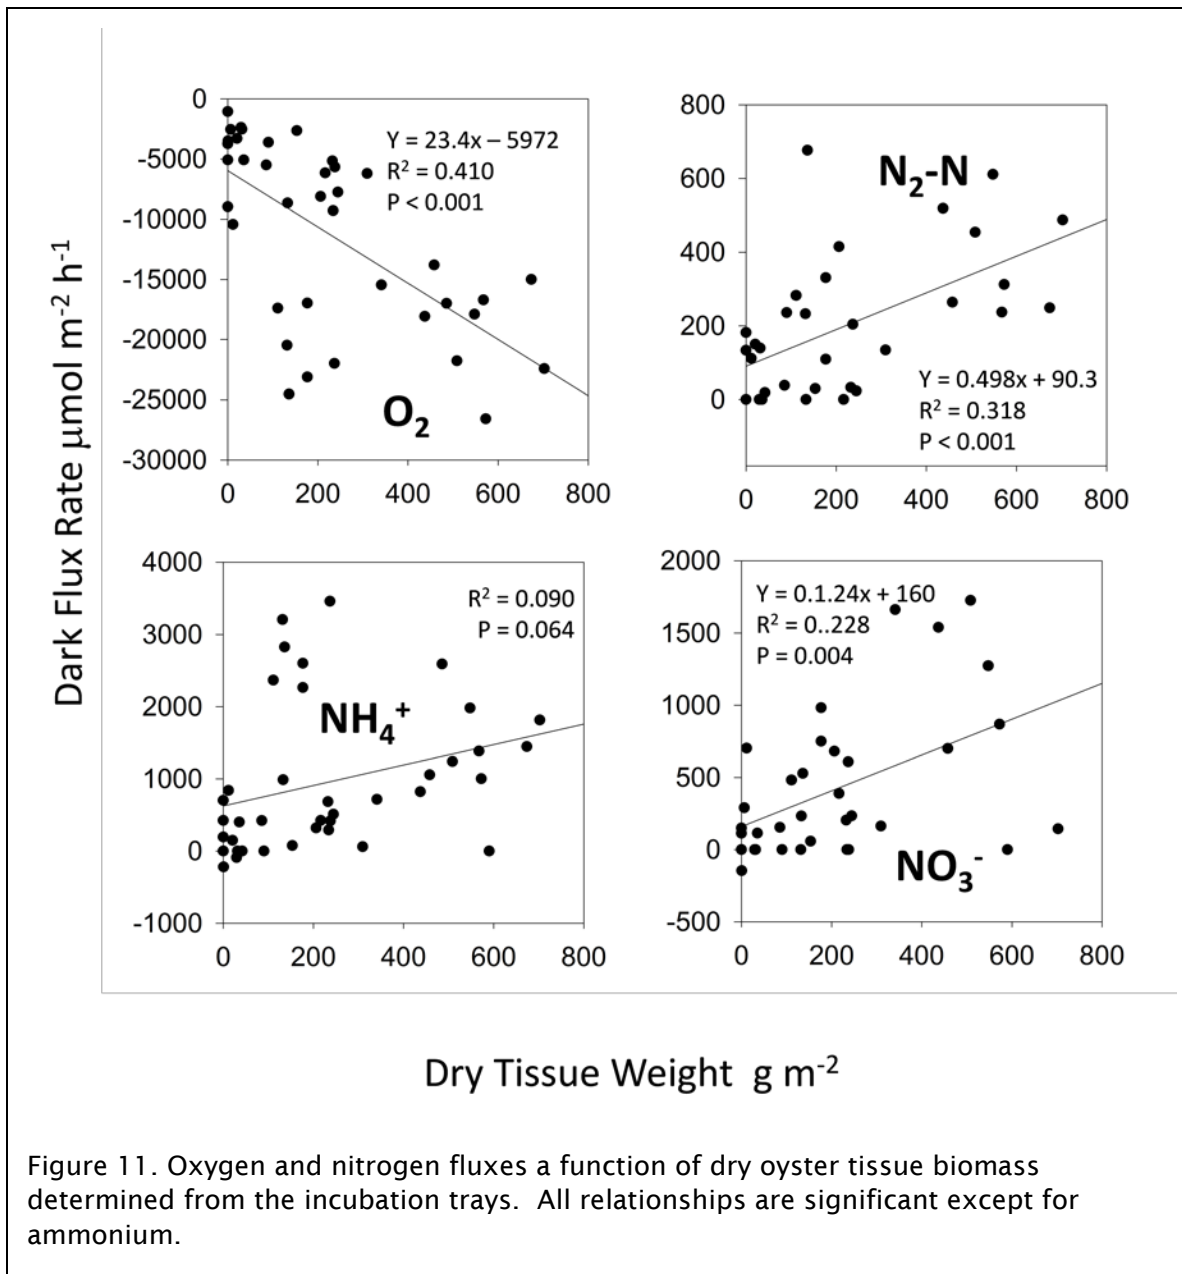 Dark Flux Rate µmol m-2 h-1
0
-5000
-10000
-15000
-20000
-25000
-30000
0 200 400 600 800
Y = 23.4x – 5972
R2 = 0.410
P < 0.001
O2
800
600
400
200
0
0 200 400 600 800
N2-N
Y = 0.498x + 90.3
R2 = 0.318
P < 0.001
4000
3000
2000
1000
0
-1000
0 200 400 600 800
R2 = 0.090
P = 0.064
NH4+
2000
1500
1000
500
0
-500
0 200 400 600 800
Y = 0.1.24x + 160
R2 = 0..228
P = 0.004
NO3-
Dry Tissue Weight g m-2
Figure 11. Oxygen and nitrogen fluxes a function of dry oyster tissue biomass
determined from the incubation trays. All relationships are significant except for
ammonium.